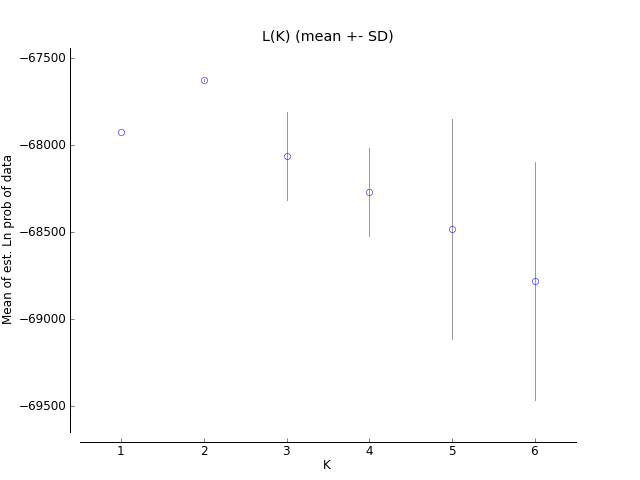 L(K) (mean +- SD)
Mean of est. Ln prob of data
−67500
−68000
−68500
−69000
−69500
1 2 3 4 5 6
K